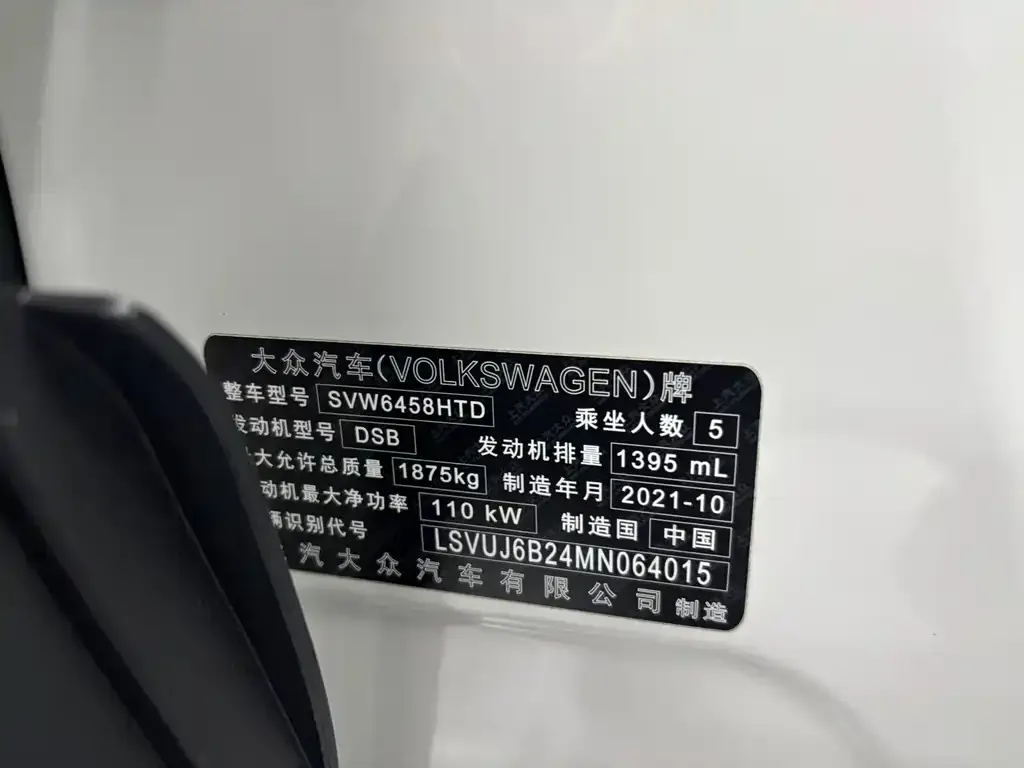 大众汽车(VOLKSWAGEN)牌
整车型号 SVW6458HTD 乘坐人数 5
发动机型号 DSB 发动机排量 1395 mL
大允许总质量 1875kg 制造年月 2021-10
动机最大净功率 110 kW 制造国 中国
辆识别代号 LSVUJ6B24MN064015
汽大众汽车有限公司 制造